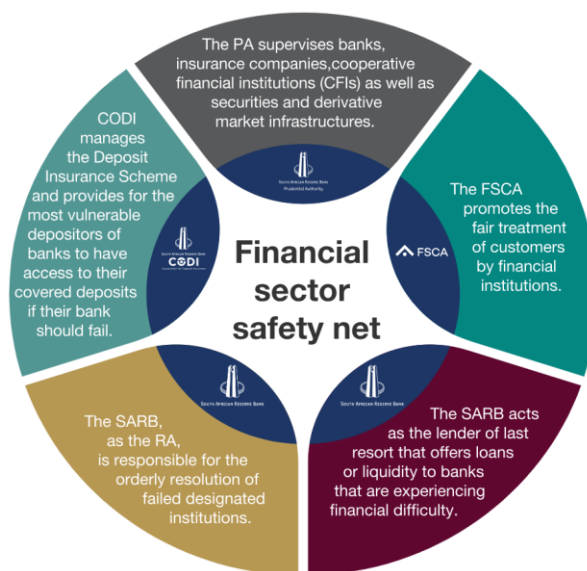 The PA supervises banks,
insurance companies,cooperative
financial institutions (CFIs) as well as
securities and derivative
market infrastructures.
SOUTH AFRICAN RESERVE BANK
Prudential Authority
CODI
manages
the Deposit
Insurance Scheme
and provides for the
most vulnerable
depositors of
banks to have
access to their
covered deposits
if their bank
should fail.
SOUTH AFRICAN RESERVE BANK
CODI
The FSCA
promotes the
fair treatment
of customers
by financial
institutions.
FSCA
Financial
sector
safety net
SOUTH AFRICAN RESERVE BANK
The SARB,
as the RA,
is responsible for the
orderly resolution of
failed designated
institutions.
SOUTH AFRICAN RESERVE BANK
The SARB acts
as the lender of last
resort that offers loans
or liquidity to banks
that are experiencing
financial difficulty.